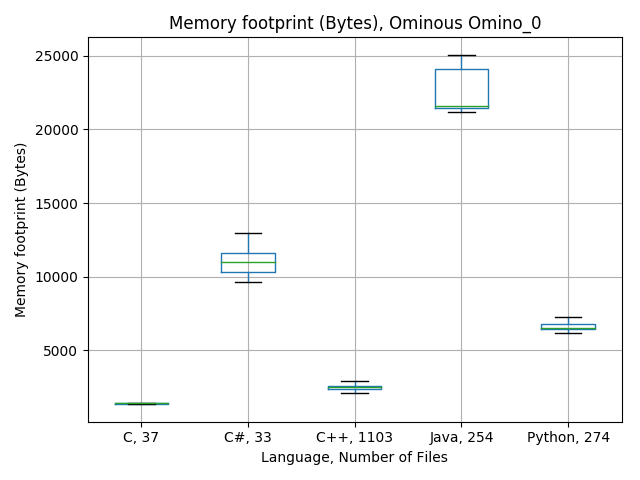 Memory footprint (Bytes), Ominous Omino_0
25000
20000
15000
10000
5000
Memory footprint (Bytes)
C, 37
C#, 33
C++, 1103
Java, 254
Python, 274
Language, Number of Files